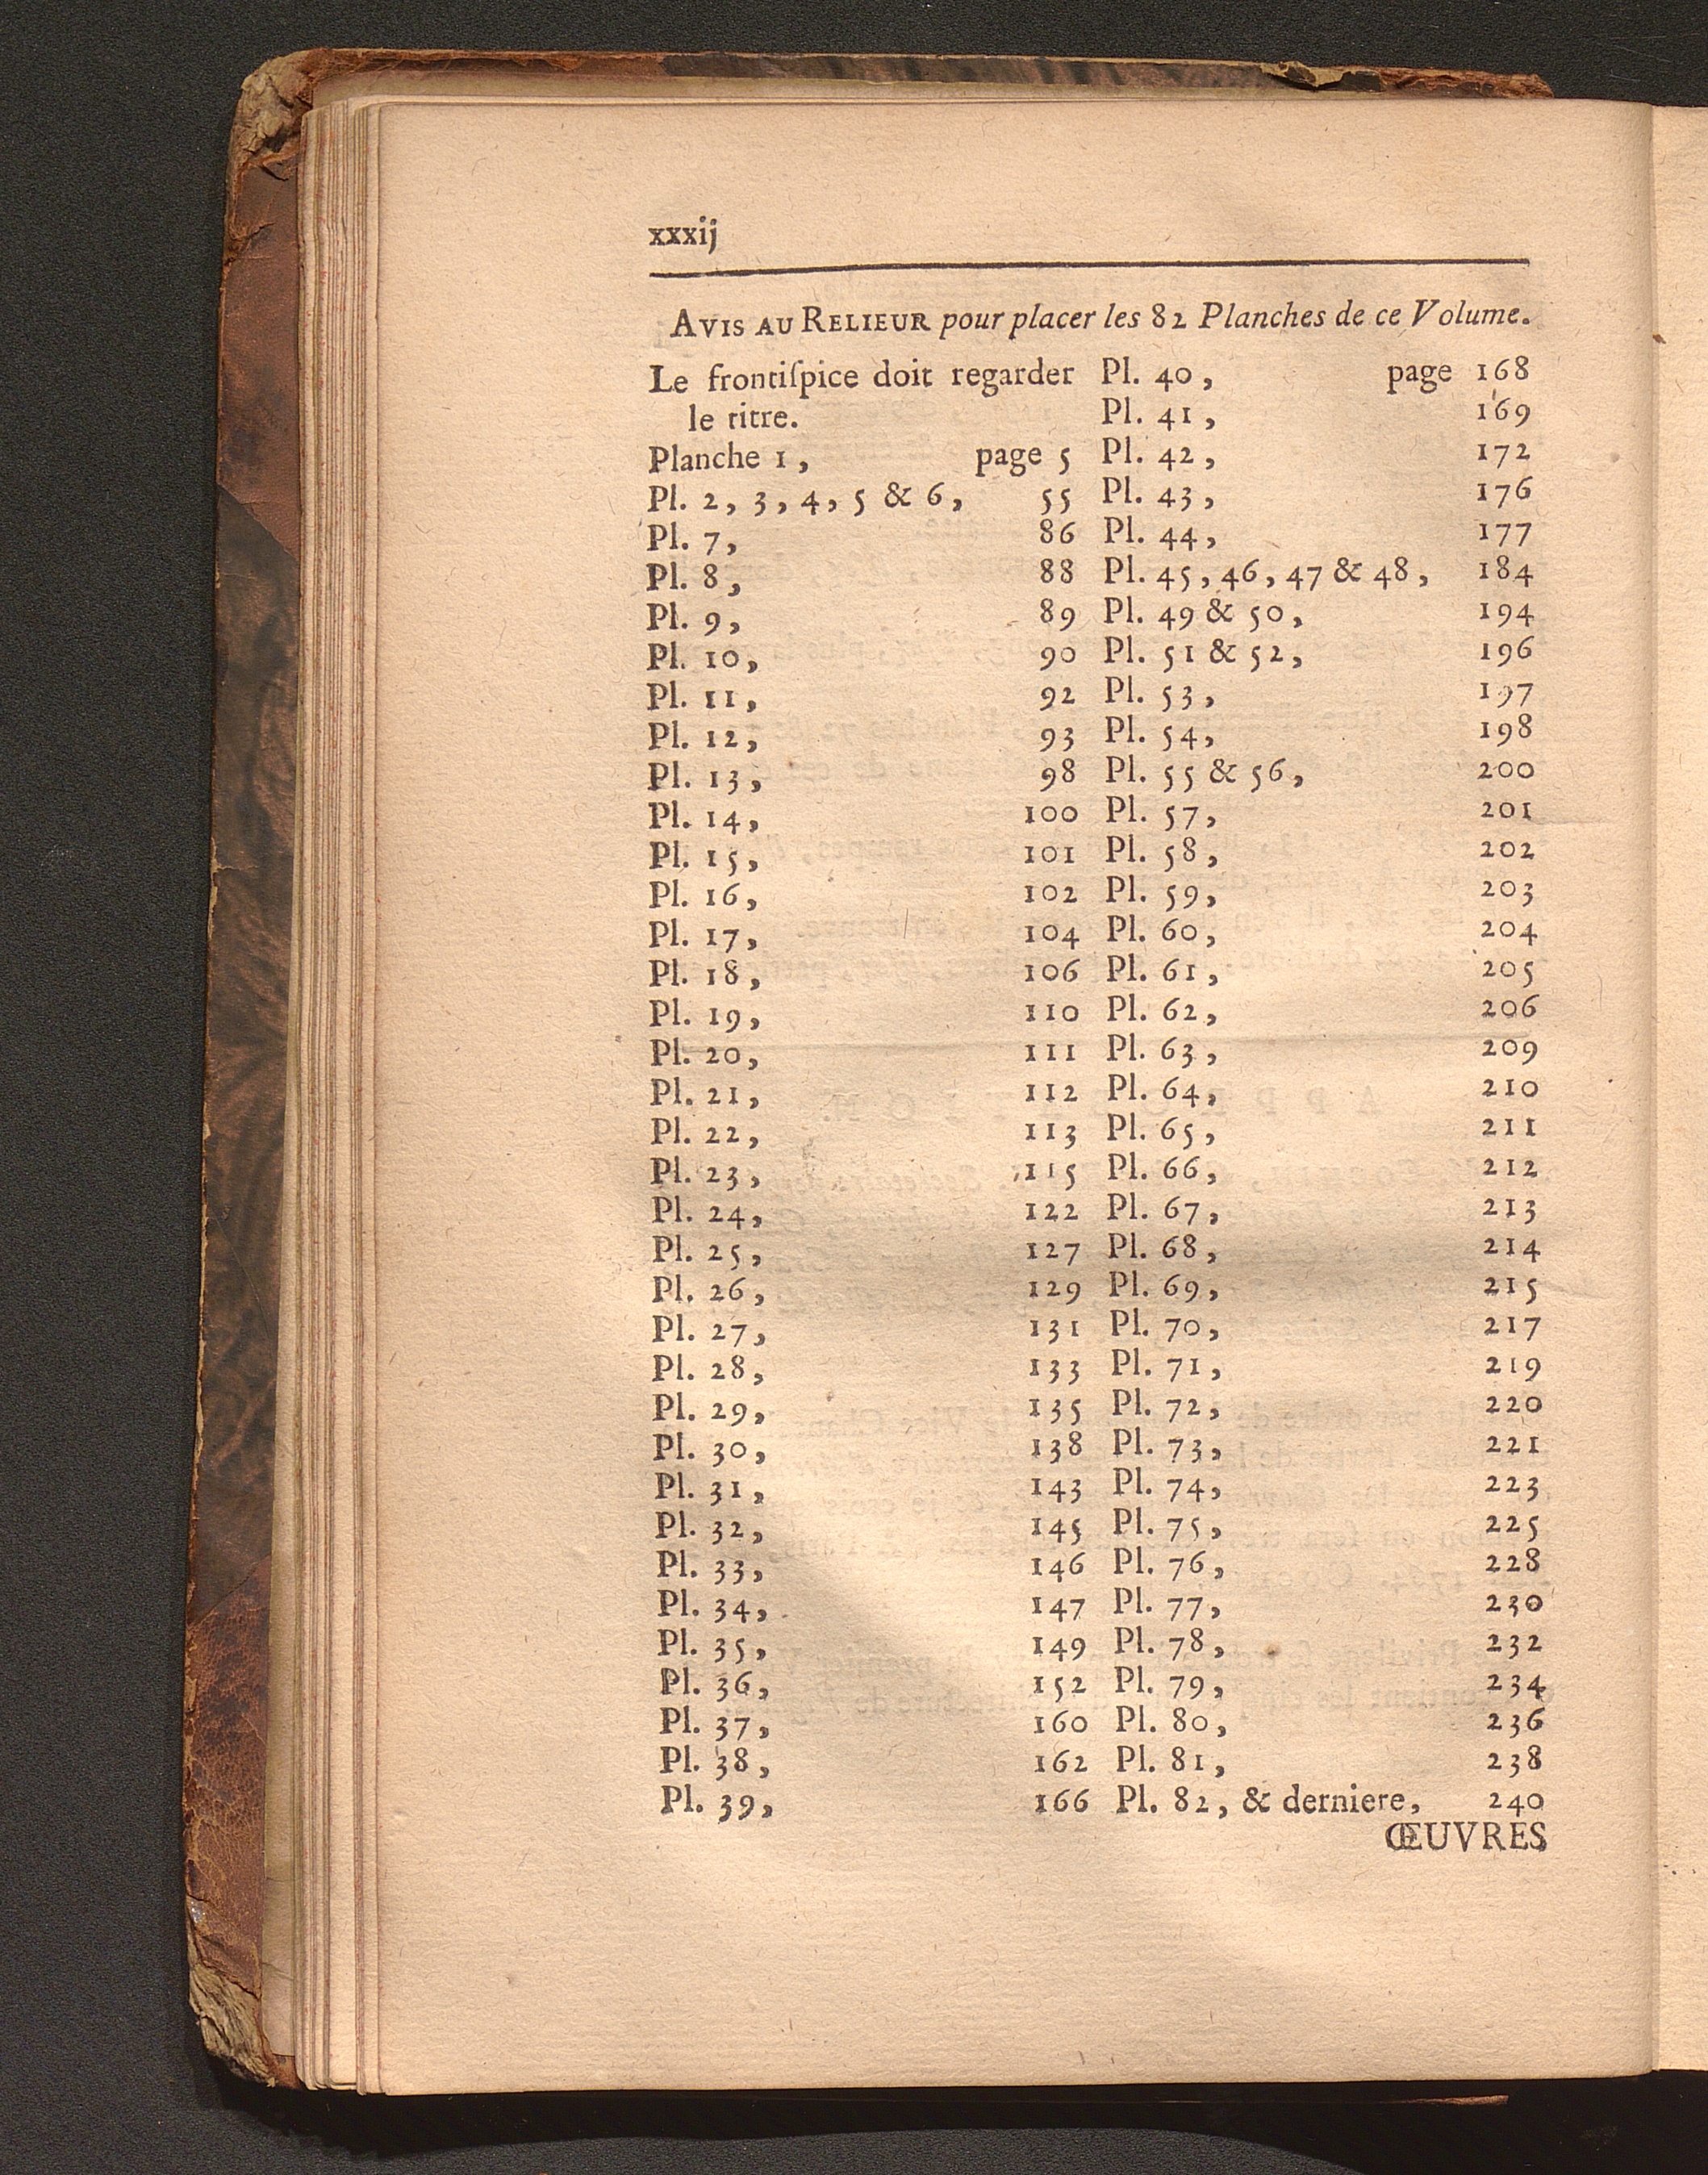 xxxij
AVIS AU RELIEUR pour placer les 82 Planches de ce Volume.
Le frontiſpice doit regarder
le titre.
Planche 1, page 5
Pl. 2, 3, 4, 5 & 6, 55
Pl. 7, 86
Pl. 8, 88
Pl. 9, 89
Pl. 10, 90
Pl. 11, 92
Pl. 12, 93
Pl. 13, 98
Pl. 14, 100
Pl. 15, 101
Pl. 16, 102
Pl. 17, 104
Pl. 18, 106
Pl. 19, 110
Pl. 20, 111
Pl. 21, 112
Pl. 22, 113
Pl. 23, 115
Pl. 24, 122
Pl. 25, 127
Pl. 26, 129
Pl. 27, 131
Pl. 28, 133
Pl. 29, 135
Pl. 30, 138
Pl. 31, 143
Pl. 32, 145
Pl. 33, 146
Pl. 34, 147
Pl. 35, 149
Pl. 36, 152
Pl. 37, 160
Pl. 38, 162
Pl. 39, 166
Pl. 40, page 168
Pl. 41, 169
Pl. 42, 172
Pl. 43, 176
Pl. 44, 177
Pl. 45, 46, 47 & 48, 184
Pl. 49 & 50, 194
Pl. 51 & 52, 196
Pl. 53, 197
Pl. 54, 198
Pl. 55 & 56, 200
Pl. 57, 201
Pl. 58, 202
Pl. 59, 203
Pl. 60, 204
Pl. 61, 205
Pl. 62, 206
Pl. 63, 209
Pl. 64, 210
Pl. 65, 211
Pl. 66, 212
Pl. 67, 213
Pl. 68, 214
Pl. 69, 215
Pl. 70, 217
Pl. 71, 219
Pl. 72, 220
Pl. 73, 221
Pl. 74, 223
Pl. 75, 225
Pl. 76, 228
Pl. 77, 230
Pl. 78, 232
Pl. 79, 234
Pl. 80, 236
Pl. 81, 238
Pl. 82, & derniere, 240
ŒUVRES